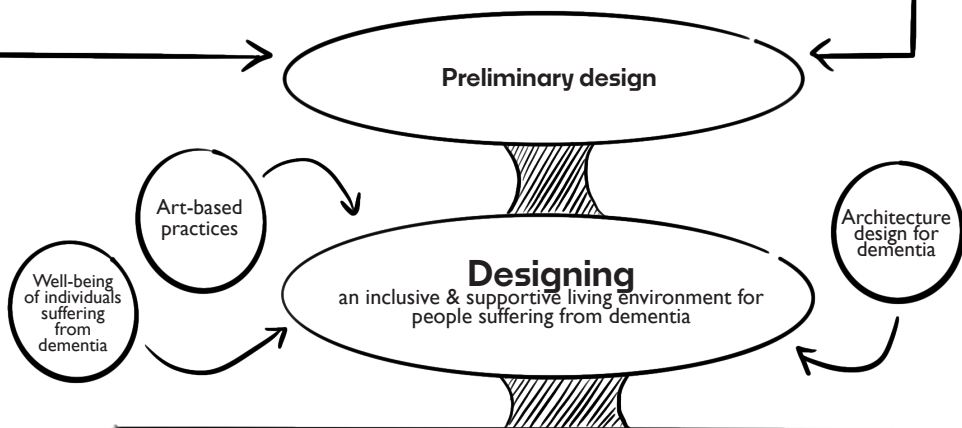 Preliminary design
Art-based
practices
Architecture
design for
dementia
Well-being
of individuals
suffering
from
dementia
Designing
an inclusive & supportive living environment for
people suffering from dementia